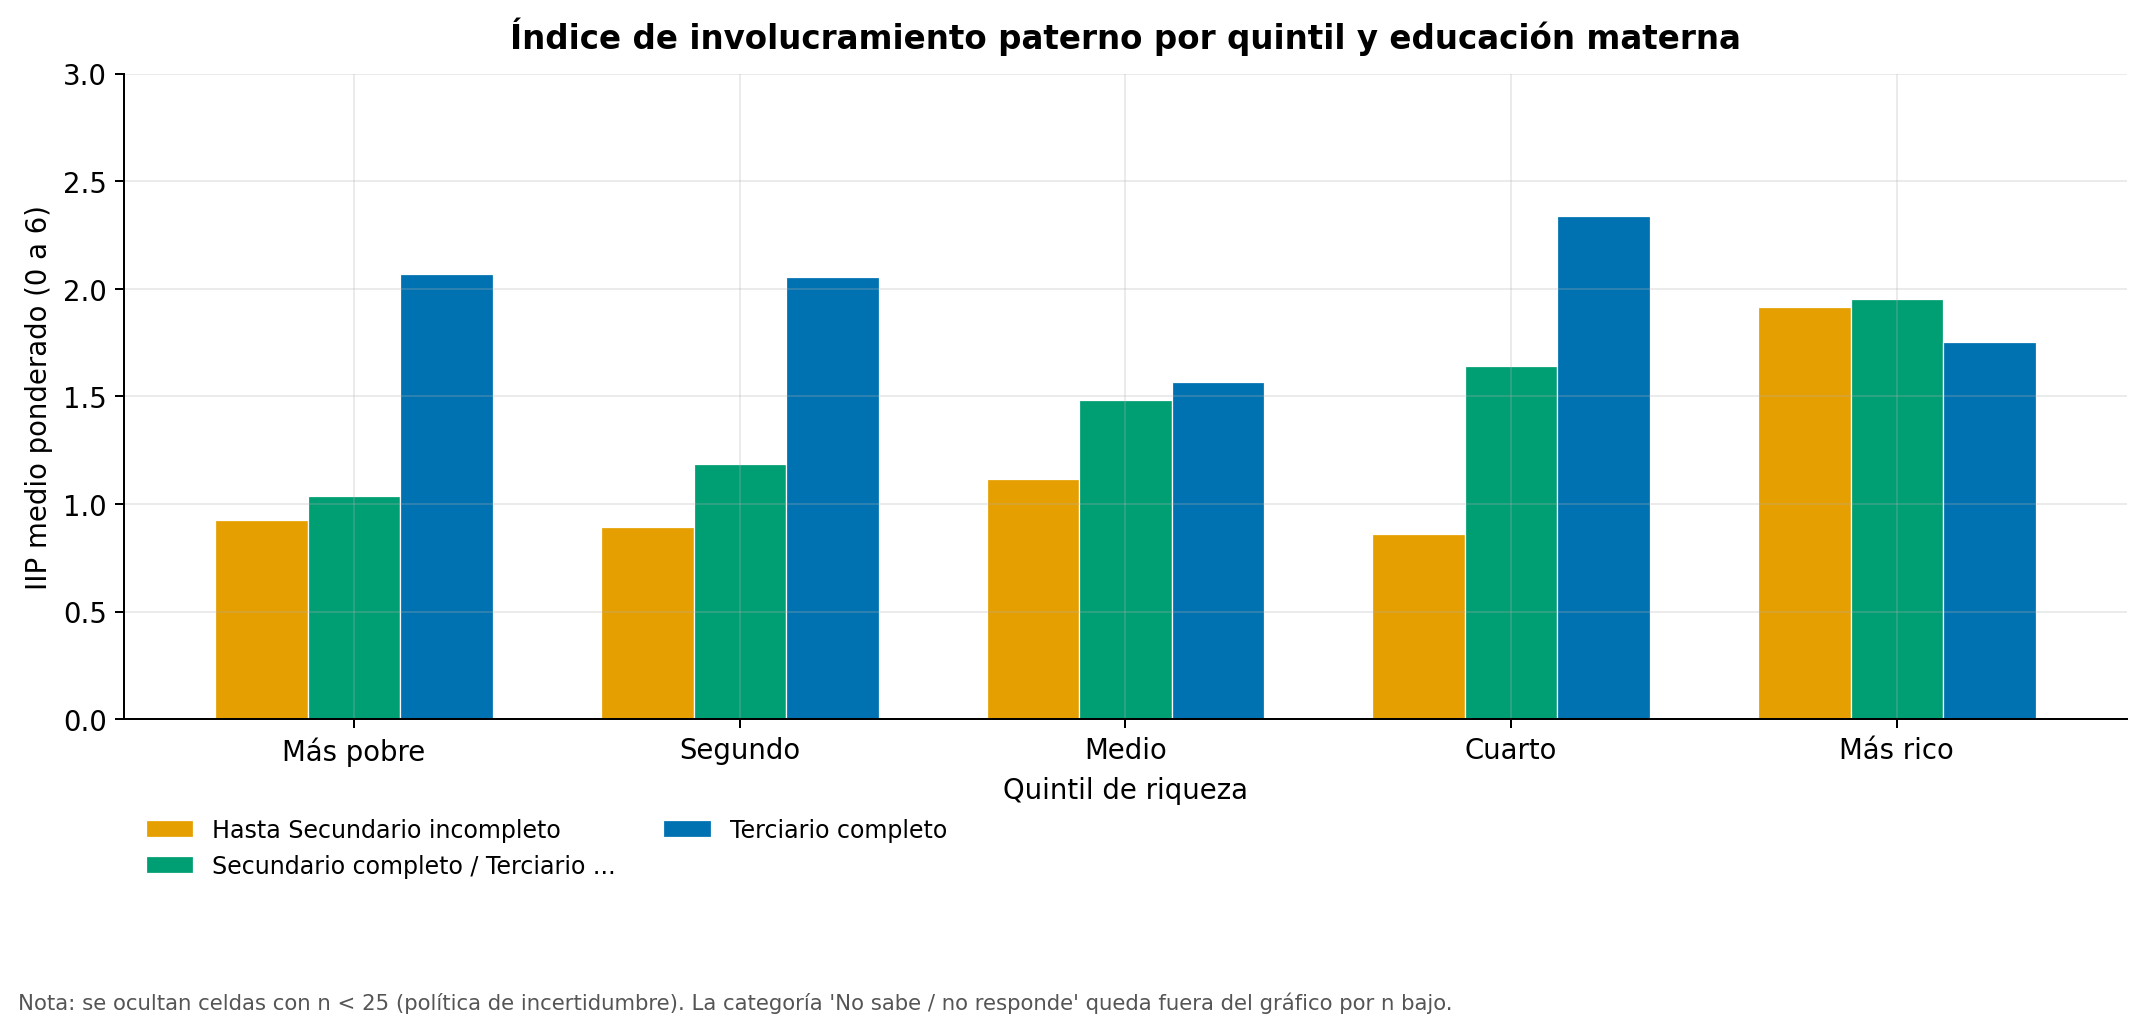 Índice de involucramiento paterno por quintil y educación materna
IIP medio ponderado (0 a 6)
3.0
2.5
2.0
1.5
1.0
0.5
0.0
Más pobre
Segundo
Medio
Cuarto
Más rico
Quintil de riqueza
Hasta Secundario incompleto
Secundario completo / Terciario ...
Terciario completo
Nota: se ocultan celdas con n < 25 (política de incertidumbre). La categoría 'No sabe / no responde' queda fuera del gráfico por n bajo.